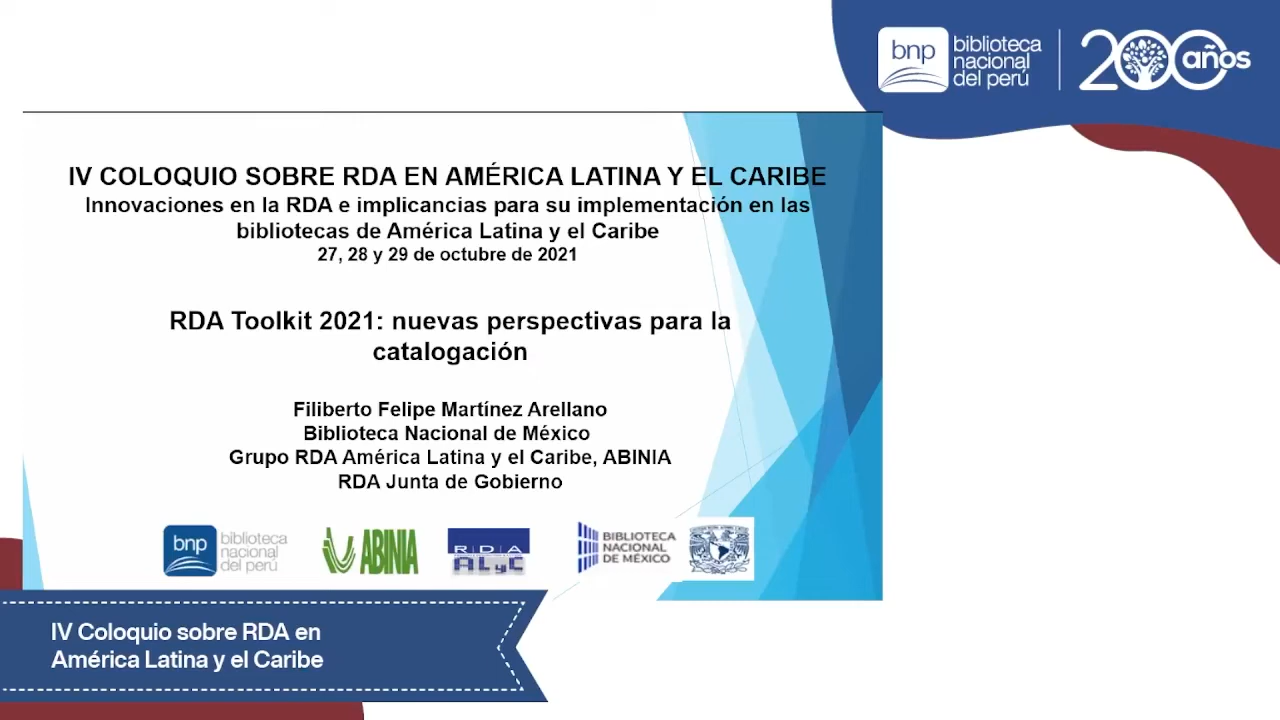 bnp
biblioteca
nacional
del perú
200 años
IV COLOQUIO SOBRE RDA EN AMÉRICA LATINA Y EL CARIBE
Innovaciones en la RDA e implicancias para su implementación en las
bibliotecas de América Latina y el Caribe
27, 28 y 29 de octubre de 2021
RDA Toolkit 2021: nuevas perspectivas para la
catalogación
Filiberto Felipe Martínez Arellano
Biblioteca Nacional de México
Grupo RDA América Latina y el Caribe, ABINIA
RDA Junta de Gobierno
bnp
biblioteca
nacional
del perú
ABINIA
RDA
ALyC
BIBLIOTECA
NACIONAL
DE MÉXICO
IV Coloquio sobre RDA en
América Latina y el Caribe